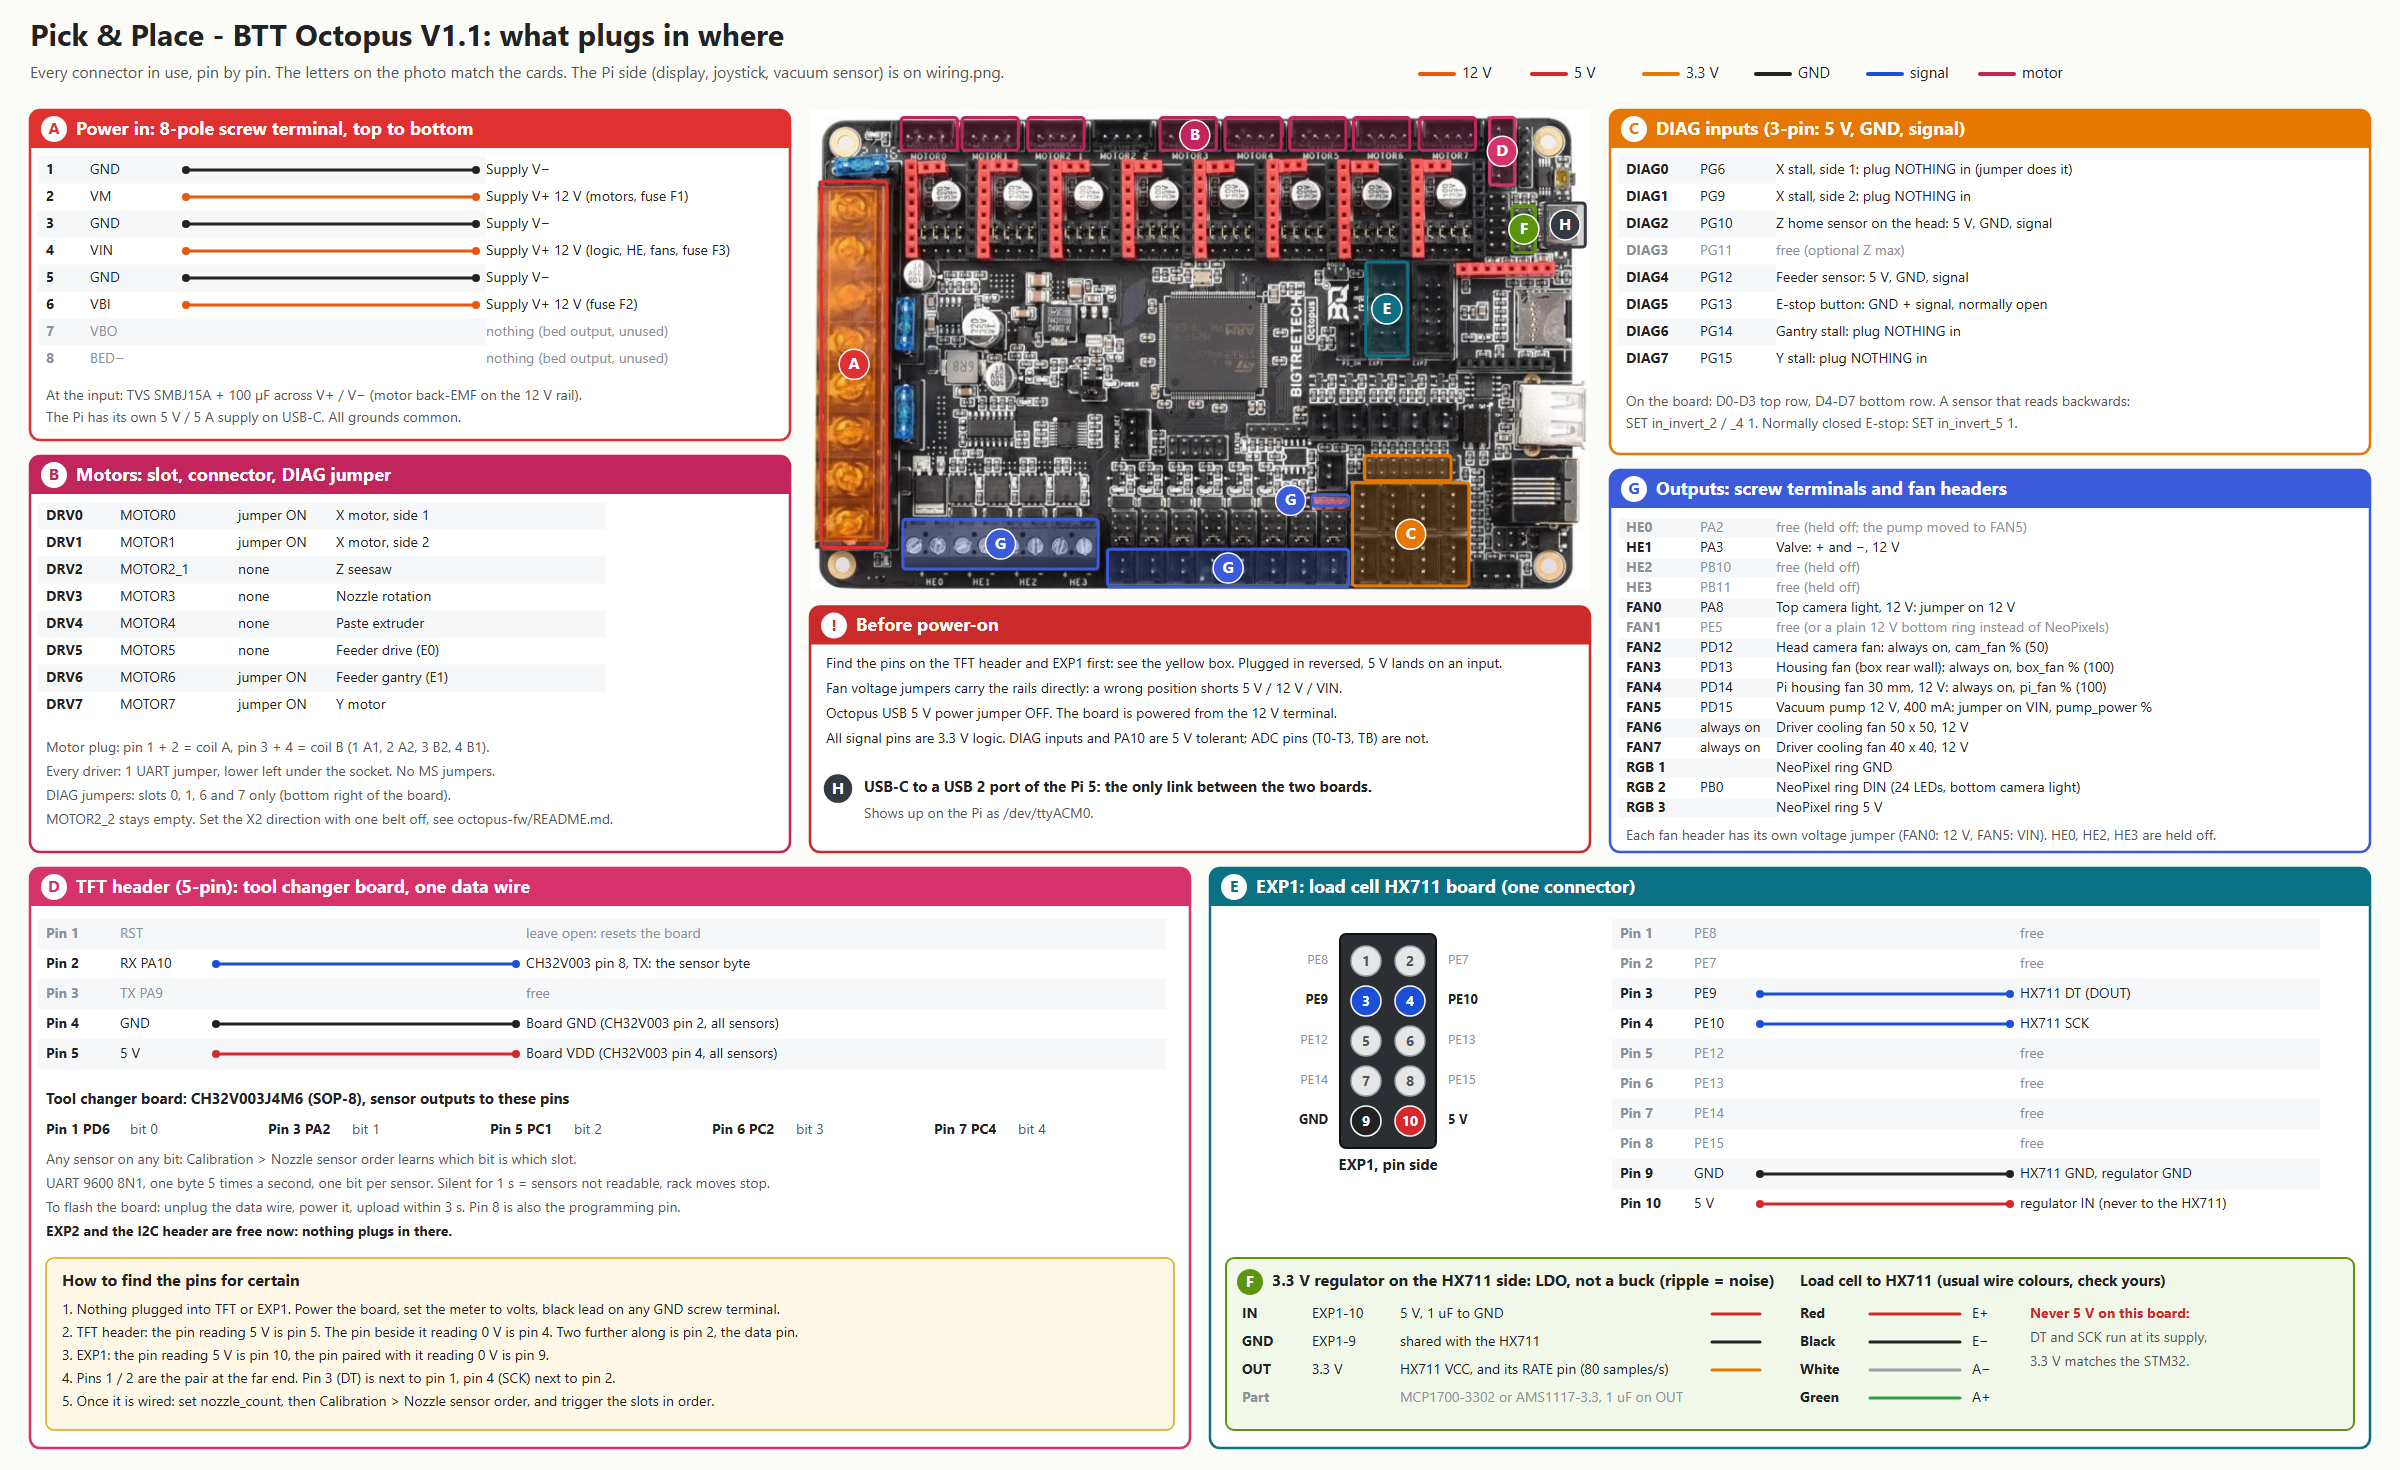 Pick & Place - BTT Octopus V1.1: what plugs in where
Every connector in use, pin by pin. The letters on the photo match the cards. The Pi side (display, joystick, vacuum sensor) is on wiring.png.
12 V 5 V 3.3 V GND signal motor
A Power in: 8-pole screw terminal, top to bottom
1 GND Supply V−
2 VM Supply V+ 12 V (motors, fuse F1)
3 GND Supply V−
4 VIN Supply V+ 12 V (logic, HE, fans, fuse F3)
5 GND Supply V−
6 VBI Supply V+ 12 V (fuse F2)
7 VBO nothing (bed output, unused)
8 BED− nothing (bed output, unused)
At the input: TVS SMBJ15A + 100 µF across V+ / V− (motor back-EMF on the 12 V rail).
The Pi has its own 5 V / 5 A supply on USB-C. All grounds common.
B Motors: slot, connector, DIAG jumper
DRV0 MOTOR0 jumper ON X motor, side 1
DRV1 MOTOR1 jumper ON X motor, side 2
DRV2 MOTOR2_1 none Z seesaw
DRV3 MOTOR3 none Nozzle rotation
DRV4 MOTOR4 none Paste extruder
DRV5 MOTOR5 none Feeder drive (E0)
DRV6 MOTOR6 jumper ON Feeder gantry (E1)
DRV7 MOTOR7 jumper ON Y motor
Motor plug: pin 1 + 2 = coil A, pin 3 + 4 = coil B (1 A1, 2 A2, 3 B2, 4 B1).
Every driver: 1 UART jumper, lower left under the socket. No MS jumpers.
DIAG jumpers: slots 0, 1, 6 and 7 only (bottom right of the board).
MOTOR2_2 stays empty. Set the X2 direction with one belt off, see octopus-fw/README.md.
B
D
MOTOR0 MOTOR1 MOTOR2 1 MOTOR2 2 MOTOR3 MOTOR4 MOTOR5 MOTOR6 MOTOR7
F
H
E
A
BIGTREETECH
Octopus
EXP1 EXP2
POWER
6R8
G
C
G
G
HE0 HE1 HE2 HE3
! Before power-on
Find the pins on the TFT header and EXP1 first: see the yellow box. Plugged in reversed, 5 V lands on an input.
Fan voltage jumpers carry the rails directly: a wrong position shorts 5 V / 12 V / VIN.
Octopus USB 5 V power jumper OFF. The board is powered from the 12 V terminal.
All signal pins are 3.3 V logic. DIAG inputs and PA10 are 5 V tolerant; ADC pins (T0-T3, TB) are not.
H USB-C to a USB 2 port of the Pi 5: the only link between the two boards.
Shows up on the Pi as /dev/ttyACM0.
C DIAG inputs (3-pin: 5 V, GND, signal)
DIAG0 PG6 X stall, side 1: plug NOTHING in (jumper does it)
DIAG1 PG9 X stall, side 2: plug NOTHING in
DIAG2 PG10 Z home sensor on the head: 5 V, GND, signal
DIAG3 PG11 free (optional Z max)
DIAG4 PG12 Feeder sensor: 5 V, GND, signal
DIAG5 PG13 E-stop button: GND + signal, normally open
DIAG6 PG14 Gantry stall: plug NOTHING in
DIAG7 PG15 Y stall: plug NOTHING in
On the board: D0-D3 top row, D4-D7 bottom row. A sensor that reads backwards:
SET in_invert_2 / _4 1. Normally closed E-stop: SET in_invert_5 1.
G Outputs: screw terminals and fan headers
HE0 PA2 free (held off; the pump moved to FAN5)
HE1 PA3 Valve: + and −, 12 V
HE2 PB10 free (held off)
HE3 PB11 free (held off)
FAN0 PA8 Top camera light, 12 V: jumper on 12 V
FAN1 PE5 free (or a plain 12 V bottom ring instead of NeoPixels)
FAN2 PD12 Head camera fan: always on, cam_fan % (50)
FAN3 PD13 Housing fan (box rear wall): always on, box_fan % (100)
FAN4 PD14 Pi housing fan 30 mm, 12 V: always on, pi_fan % (100)
FAN5 PD15 Vacuum pump 12 V, 400 mA: jumper on VIN, pump_power %
FAN6 always on Driver cooling fan 50 x 50, 12 V
FAN7 always on Driver cooling fan 40 x 40, 12 V
RGB 1 NeoPixel ring GND
RGB 2 PB0 NeoPixel ring DIN (24 LEDs, bottom camera light)
RGB 3 NeoPixel ring 5 V
Each fan header has its own voltage jumper (FAN0: 12 V, FAN5: VIN). HE0, HE2, HE3 are held off.
D TFT header (5-pin): tool changer board, one data wire
Pin 1 RST leave open: resets the board
Pin 2 RX PA10 CH32V003 pin 8, TX: the sensor byte
Pin 3 TX PA9 free
Pin 4 GND Board GND (CH32V003 pin 2, all sensors)
Pin 5 5 V Board VDD (CH32V003 pin 4, all sensors)
Tool changer board: CH32V003J4M6 (SOP-8), sensor outputs to these pins
Pin 1 PD6 bit 0 Pin 3 PA2 bit 1 Pin 5 PC1 bit 2 Pin 6 PC2 bit 3 Pin 7 PC4 bit 4
Any sensor on any bit: Calibration > Nozzle sensor order learns which bit is which slot.
UART 9600 8N1, one byte 5 times a second, one bit per sensor. Silent for 1 s = sensors not readable, rack moves stop.
To flash the board: unplug the data wire, power it, upload within 3 s. Pin 8 is also the programming pin.
EXP2 and the I2C header are free now: nothing plugs in there.
How to find the pins for certain
1. Nothing plugged into TFT or EXP1. Power the board, set the meter to volts, black lead on any GND screw terminal.
2. TFT header: the pin reading 5 V is pin 5. The pin beside it reading 0 V is pin 4. Two further along is pin 2, the data pin.
3. EXP1: the pin reading 5 V is pin 10, the pin paired with it reading 0 V is pin 9.
4. Pins 1 / 2 are the pair at the far end. Pin 3 (DT) is next to pin 1, pin 4 (SCK) next to pin 2.
5. Once it is wired: set nozzle_count, then Calibration > Nozzle sensor order, and trigger the slots in order.
E EXP1: load cell HX711 board (one connector)
PE8 1 2 PE7
PE9 3 4 PE10
PE12 5 6 PE13
PE14 7 8 PE15
GND 9 10 5 V
EXP1, pin side
Pin 1 PE8 free
Pin 2 PE7 free
Pin 3 PE9 HX711 DT (DOUT)
Pin 4 PE10 HX711 SCK
Pin 5 PE12 free
Pin 6 PE13 free
Pin 7 PE14 free
Pin 8 PE15 free
Pin 9 GND HX711 GND, regulator GND
Pin 10 5 V regulator IN (never to the HX711)
F 3.3 V regulator on the HX711 side: LDO, not a buck (ripple = noise)
IN EXP1-10 5 V, 1 uF to GND
GND EXP1-9 shared with the HX711
OUT 3.3 V HX711 VCC, and its RATE pin (80 samples/s)
Part MCP1700-3302 or AMS1117-3.3, 1 uF on OUT
Load cell to HX711 (usual wire colours, check yours)
Red E+
Black E−
White A−
Green A+
Never 5 V on this board:
DT and SCK run at its supply,
3.3 V matches the STM32.